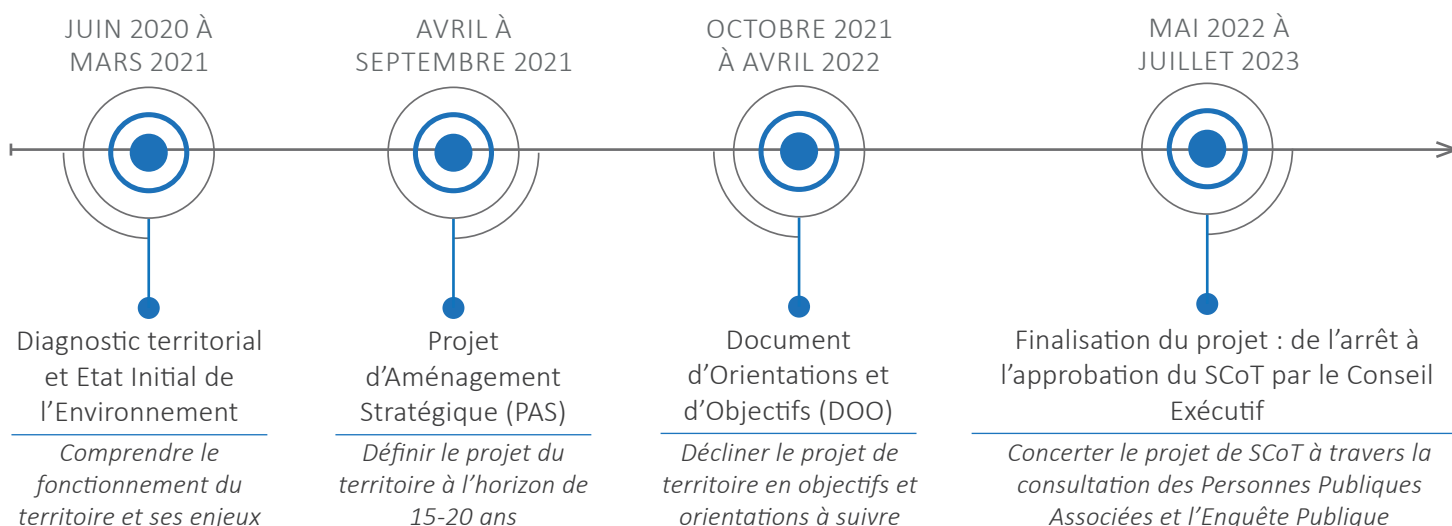 JUIN 2020 À
MARS 2021
AVRIL À
SEPTEMBRE 2021
OCTOBRE 2021
À AVRIL 2022
MAI 2022 À
JUILLET 2023
Diagnostic territorial
et Etat Initial de
l’Environnement
Comprendre le
fonctionnement du
territoire et ses enjeux
Projet
d’Aménagement
Stratégique (PAS)
Définir le projet du
territoire à l’horizon de
15-20 ans
Document
d’Orientations et
d’Objectifs (DOO)
Décliner le projet de
territoire en objectifs et
orientations à suivre
Finalisation du projet : de l’arrêt à
l’approbation du SCoT par le Conseil
Exécutif
Concerter le projet de SCoT à travers la
consultation des Personnes Publiques
Associées et l’Enquête Publique